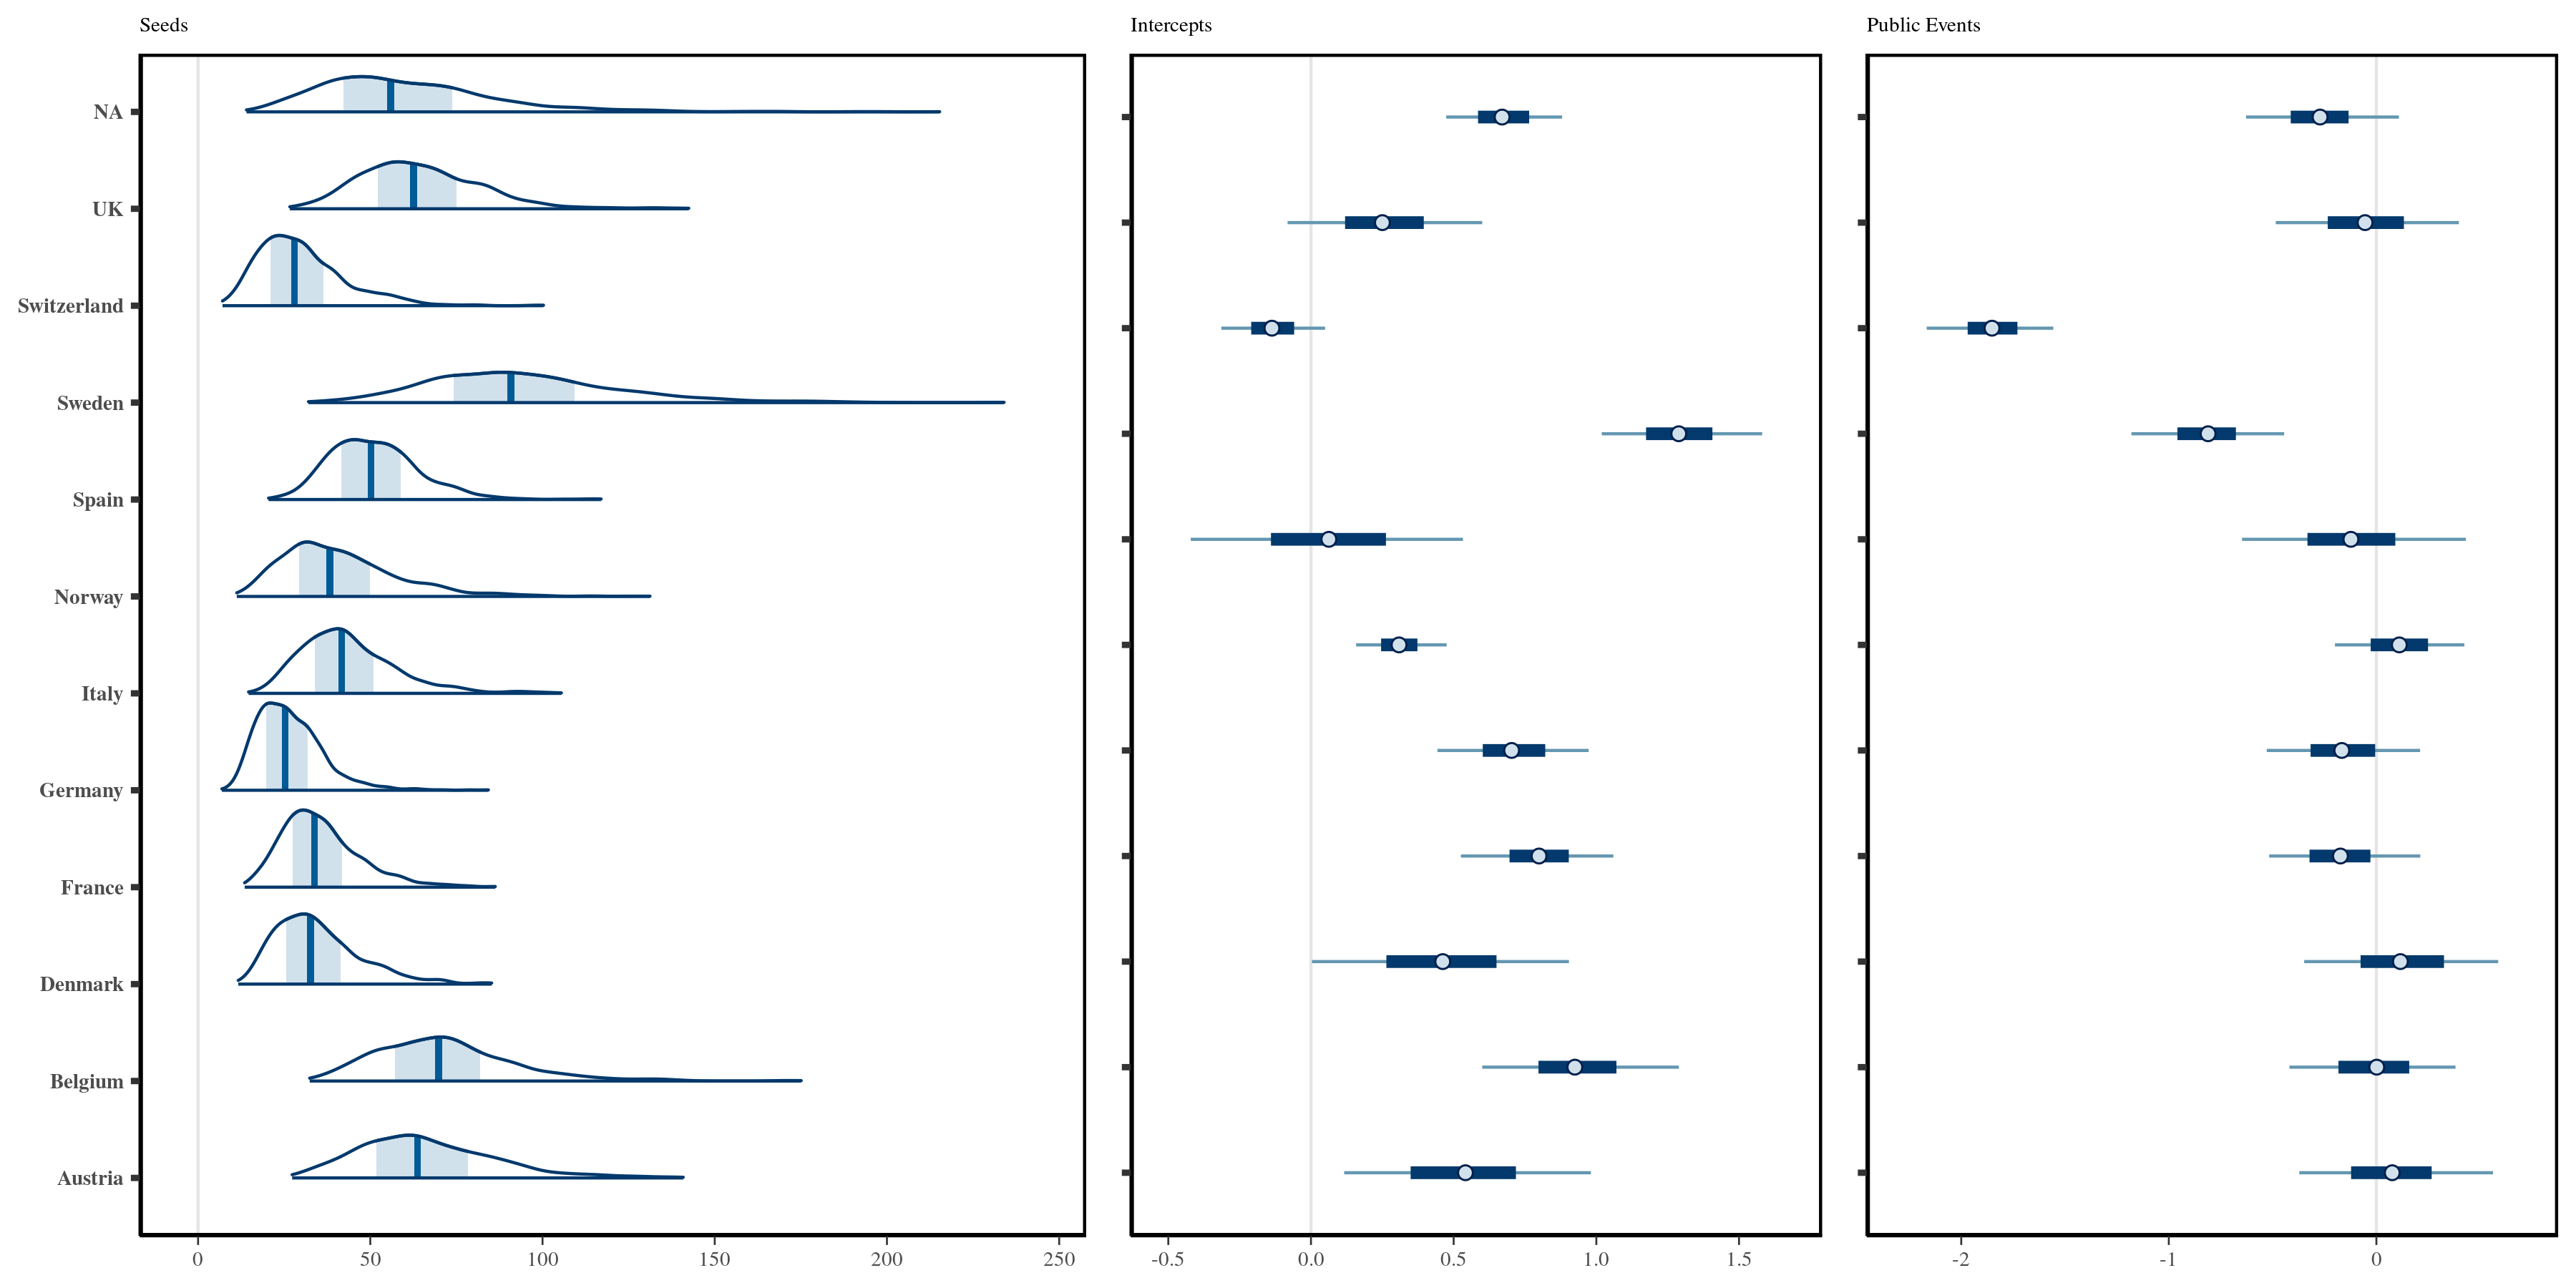 Seeds
Intercepts
Public Events
NA
UK
Switzerland
Sweden
Spain
Norway
Italy
Germany
France
Denmark
Belgium
Austria
0 50 100 150 200 250
-0.5 0.0 0.5 1.0 1.5
-2 -1 0